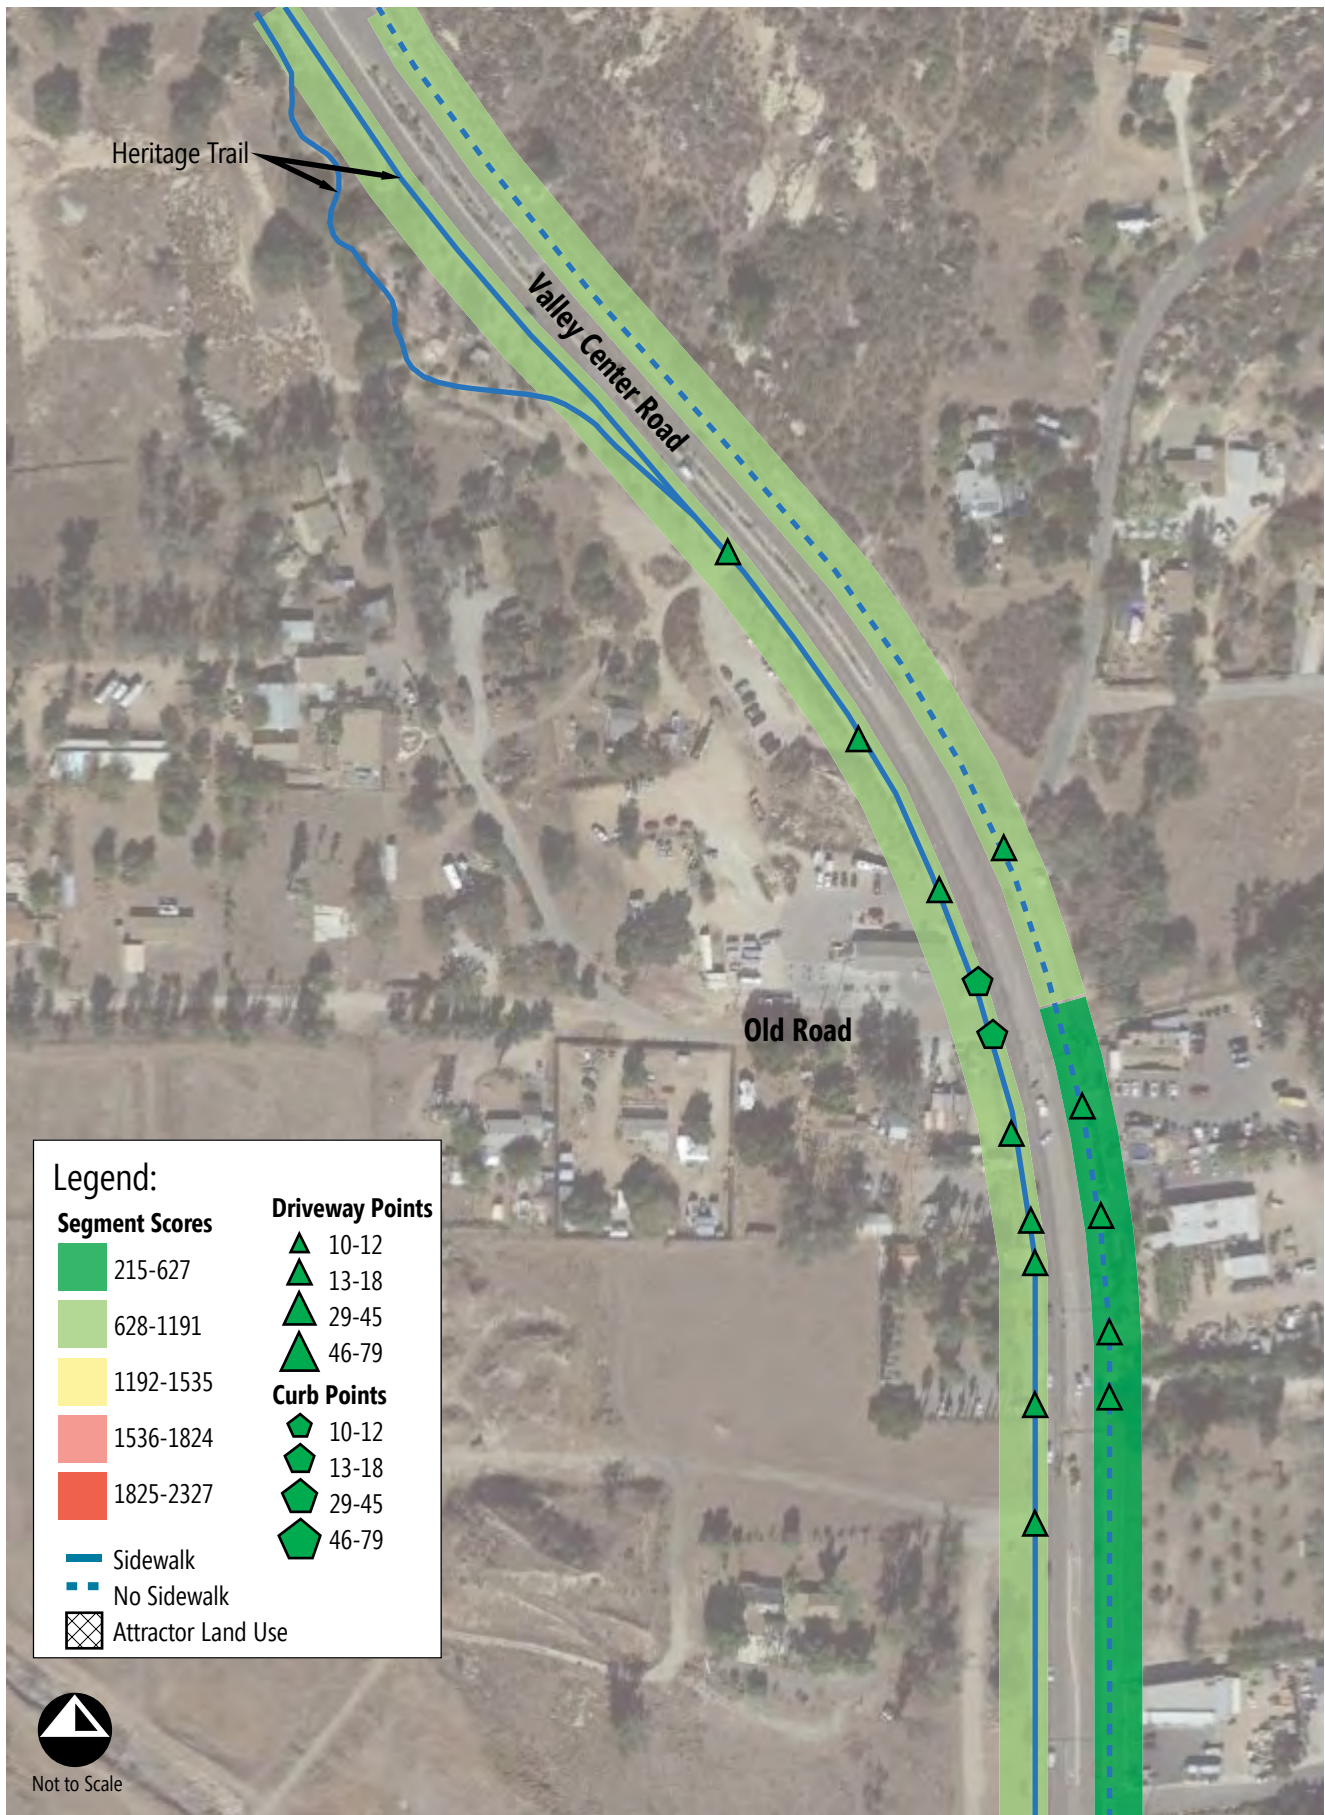 Heritage Trail
Valley Center Road
Old Road
Legend:
Segment Scores
215-627
628-1191
1192-1535
1536-1824
1825-2327
Sidewalk
No Sidewalk
Attractor Land Use
Driveway Points
10-12
13-18
29-45
46-79
Curb Points
10-12
13-18
29-45
46-79
Not to Scale